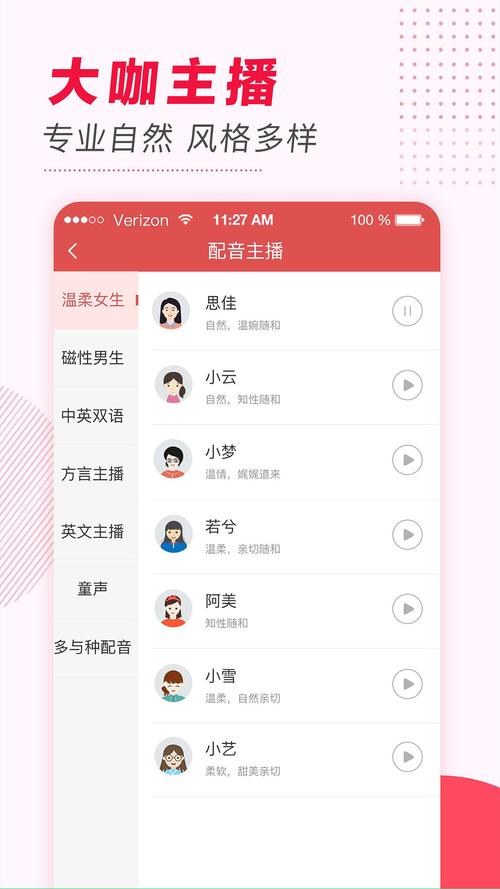 大咖主播
专业自然 风格多样
Verizon 11:27 AM 100 %
配音主播
温柔女生
磁性男生
中英双语
方言主播
英文主播
童声
多与种配音
思佳
自然，温婉随和
小云
自然，知性随和
小梦
温情，娓娓道来
若兮
温柔，亲切随和
阿美
知性随和
小雪
温柔，自然亲切
小艺
柔软，甜美亲切